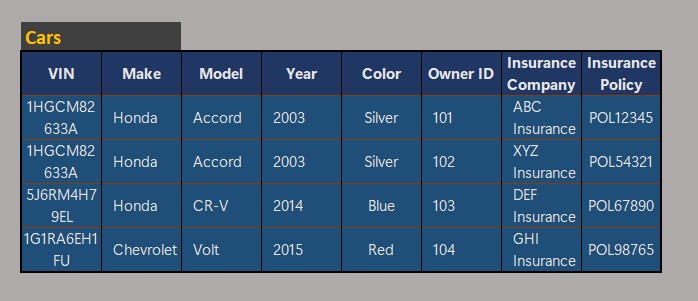 Cars
VIN Make Model Year Color Owner ID Insurance Company Insurance Policy
1HGCM82633A Honda Accord 2003 Silver 101 ABC Insurance POL12345
1HGCM82633A Honda Accord 2003 Silver 102 XYZ Insurance POL54321
5J6RM4H79EL Honda CR-V 2014 Blue 103 DEF Insurance POL67890
1G1RA6EH1FU Chevrolet Volt 2015 Red 104 GHI Insurance POL98765